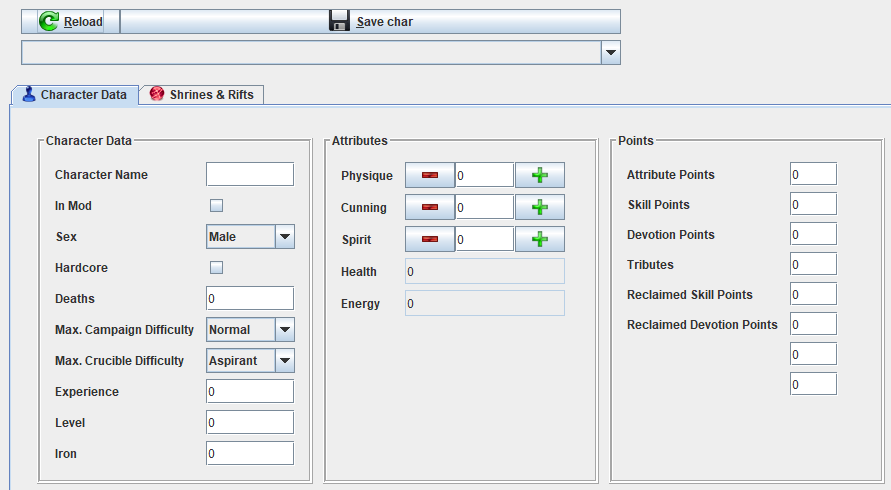 Reload
Save char
Character Data
Shrines & Rifts
Character Data
Character Name
In Mod
Sex
Male
Hardcore
Deaths
0
Max. Campaign Difficulty
Normal
Max. Crucible Difficulty
Aspirant
Experience
0
Level
0
Iron
0
Attributes
Physique
0
Cunning
0
Spirit
0
Health
0
Energy
0
Points
Attribute Points
0
Skill Points
0
Devotion Points
0
Tributes
0
Reclaimed Skill Points
0
Reclaimed Devotion Points
0
0
0